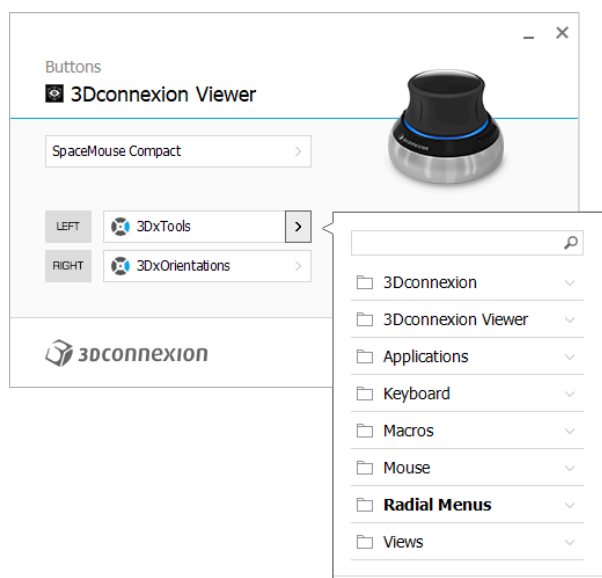 Buttons
3Dconnexion Viewer
SpaceMouse Compact
LEFT
3DxTools
RIGHT
3DxOrientations
3Dconnexion
3Dconnexion
3Dconnexion Viewer
Applications
Keyboard
Macros
Mouse
Radial Menus
Views